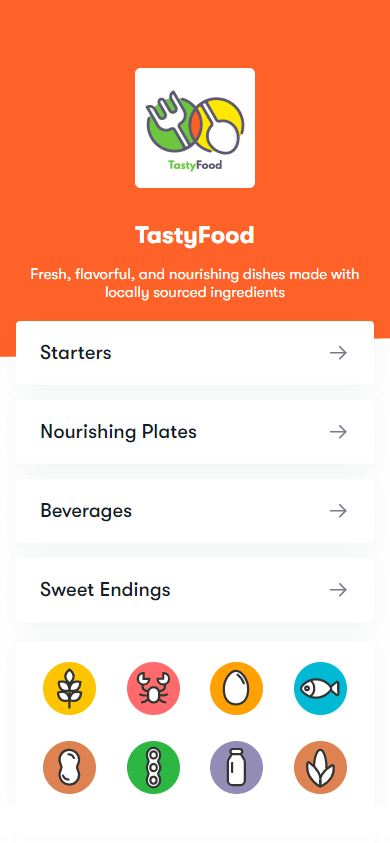 TastyFood
TastyFood
Fresh, flavorful, and nourishing dishes made with
locally sourced ingredients
Starters
Nourishing Plates
Beverages
Sweet Endings